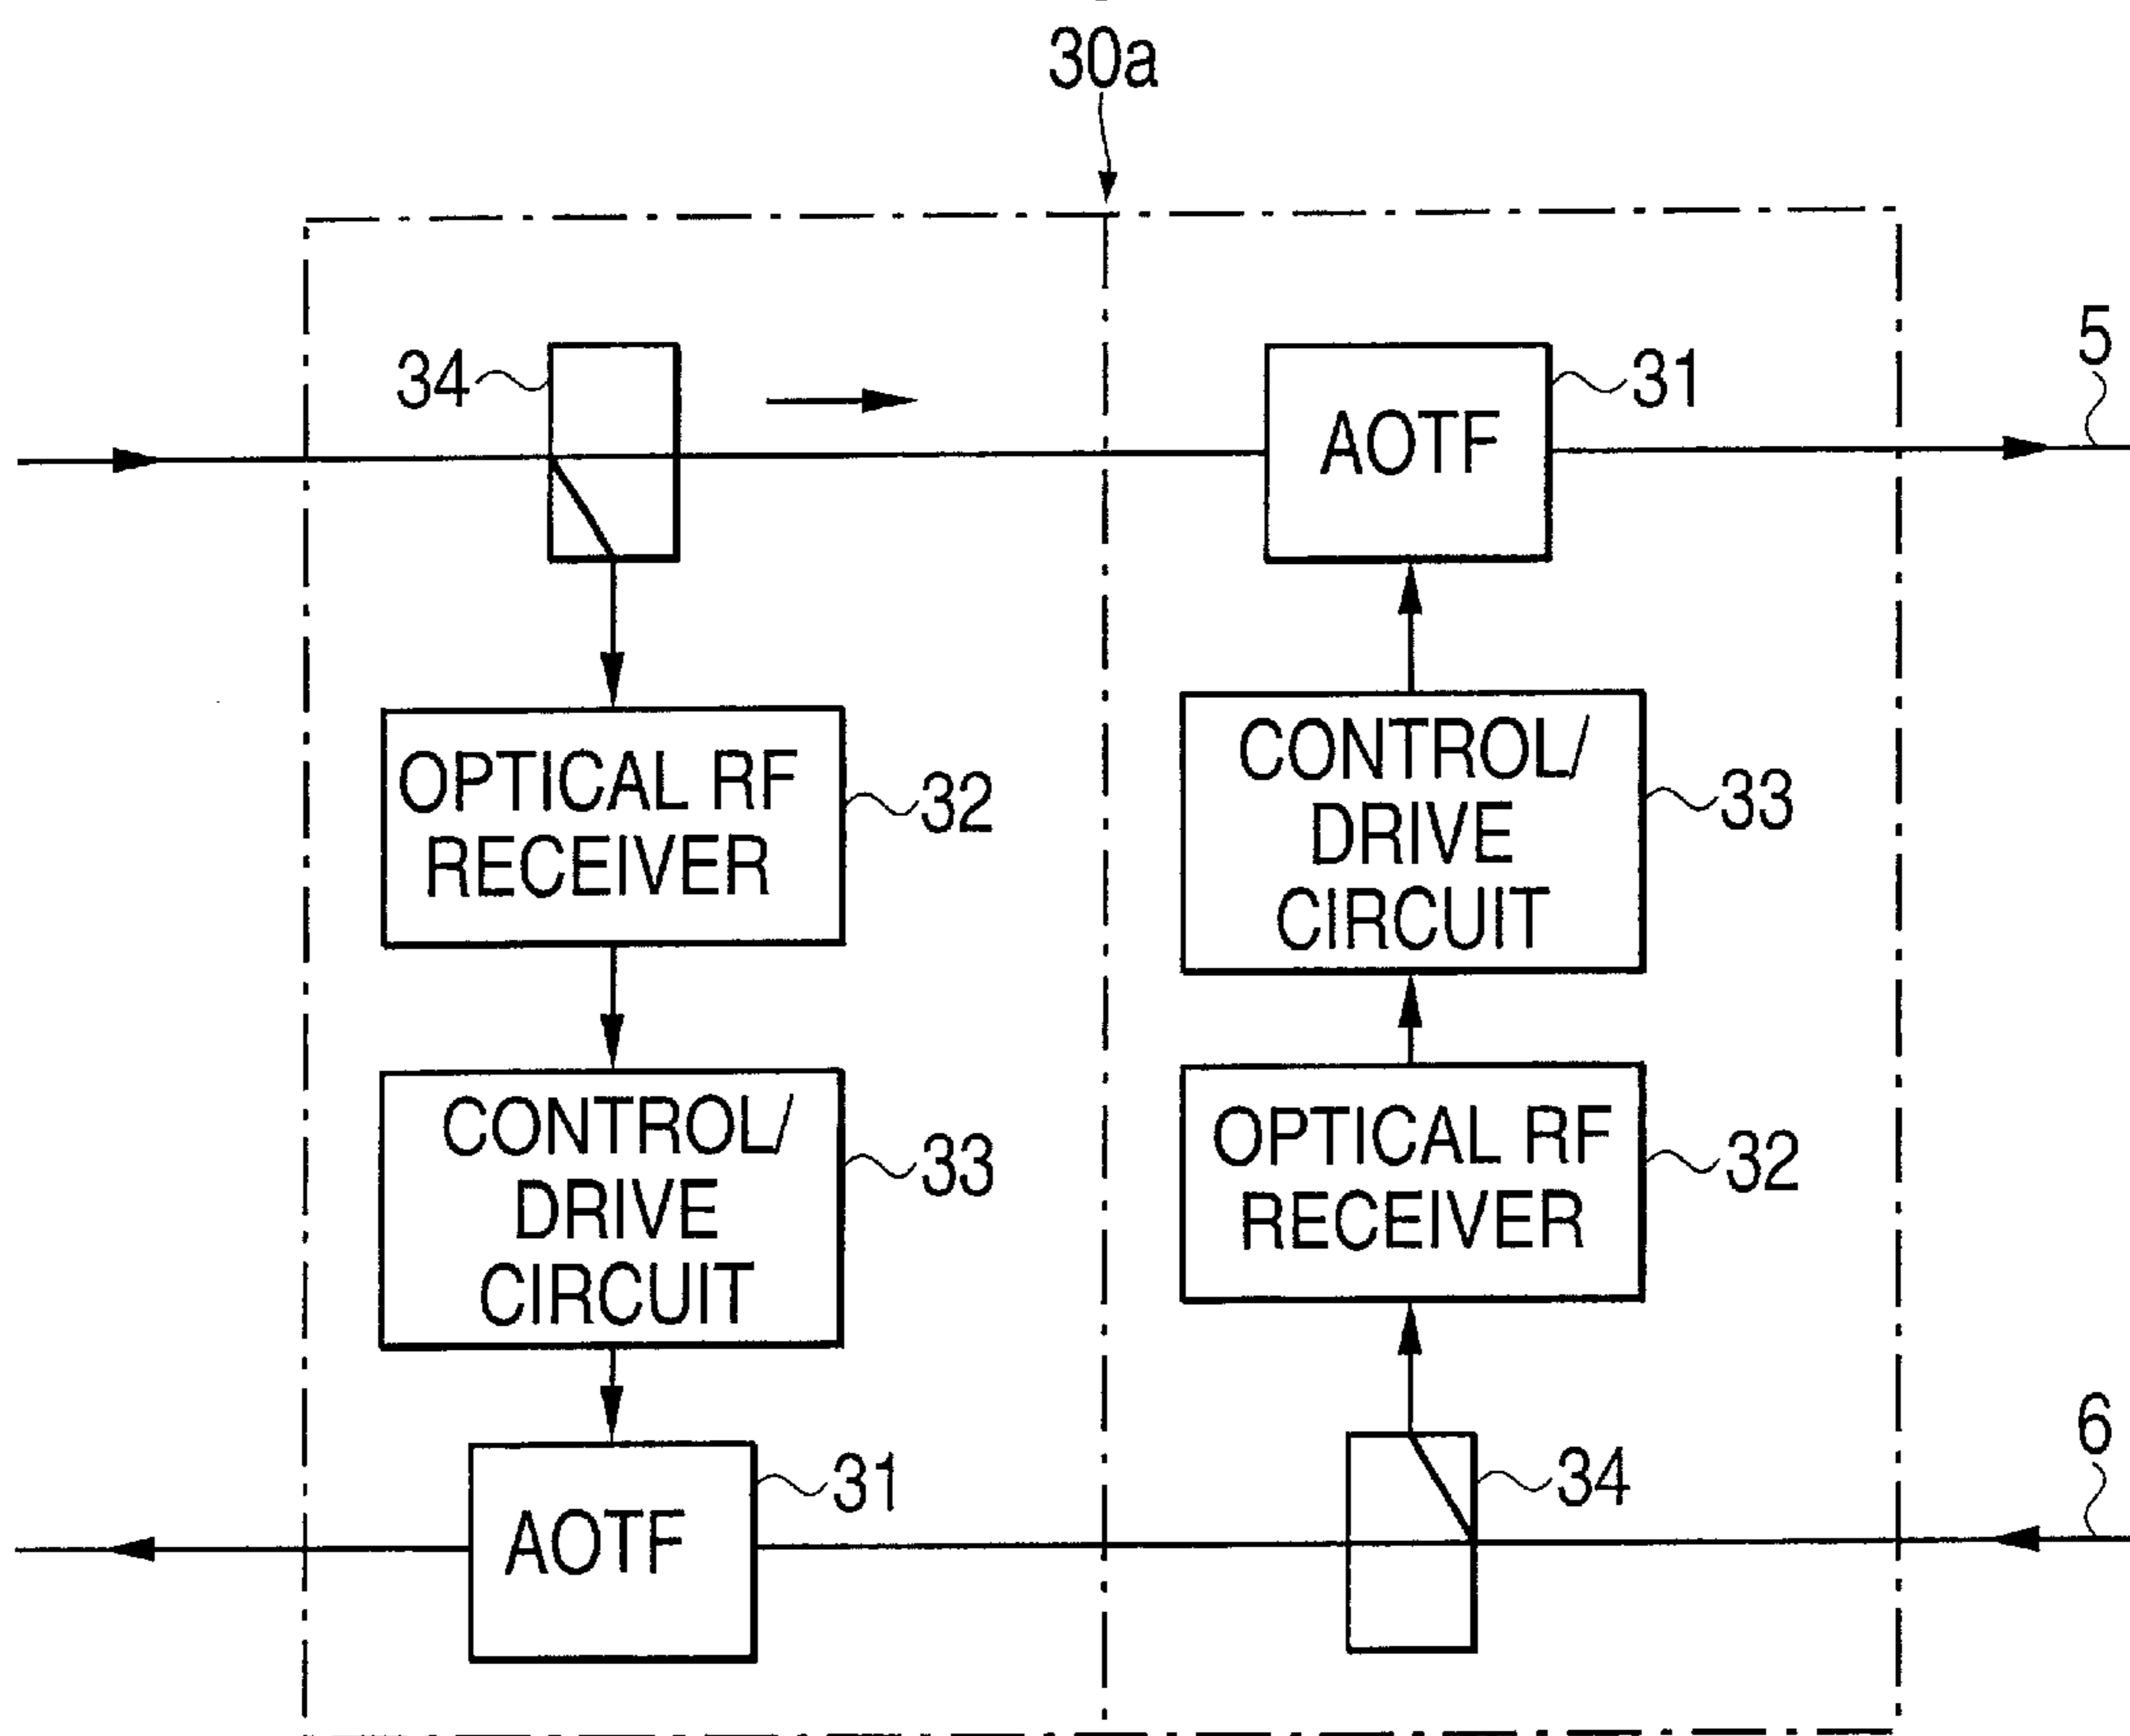 30a
5
34
31
AOTF
OPTICAL RF
RECEIVER
32
CONTROL/
DRIVE
CIRCUIT
33
CONTROL/
DRIVE
CIRCUIT
33
OPTICAL RF
RECEIVER
32
AOTF
31
34
6